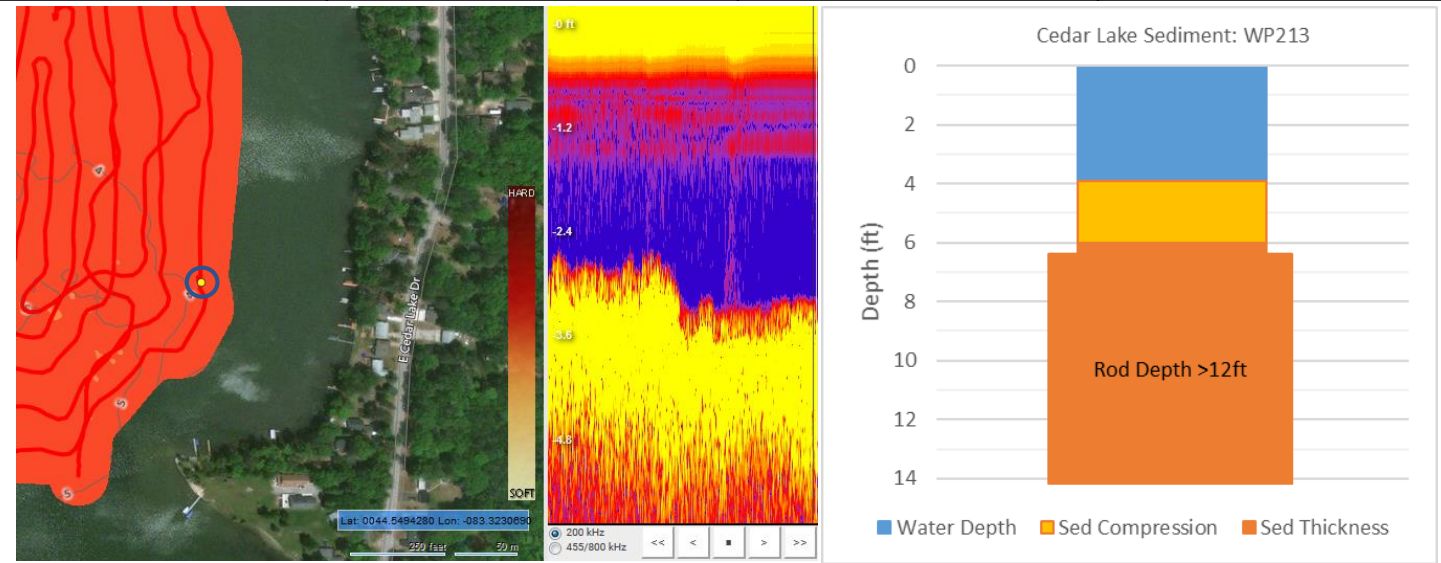 HARD
SOFT
E Cedar Lake Dr
5
5
Lat: 0044.5494280 Lon: -083.3230690
250 feet
50 m
-0 ft
-1.2
-2.4
-3.6
-4.8
200 kHz
455/800 kHz
<<
<
■
>
>>
Cedar Lake Sediment: WP213
0
2
4
6
8
10
12
14
Depth (ft)
Rod Depth >12ft
Water Depth
Sed Compression
Sed Thickness